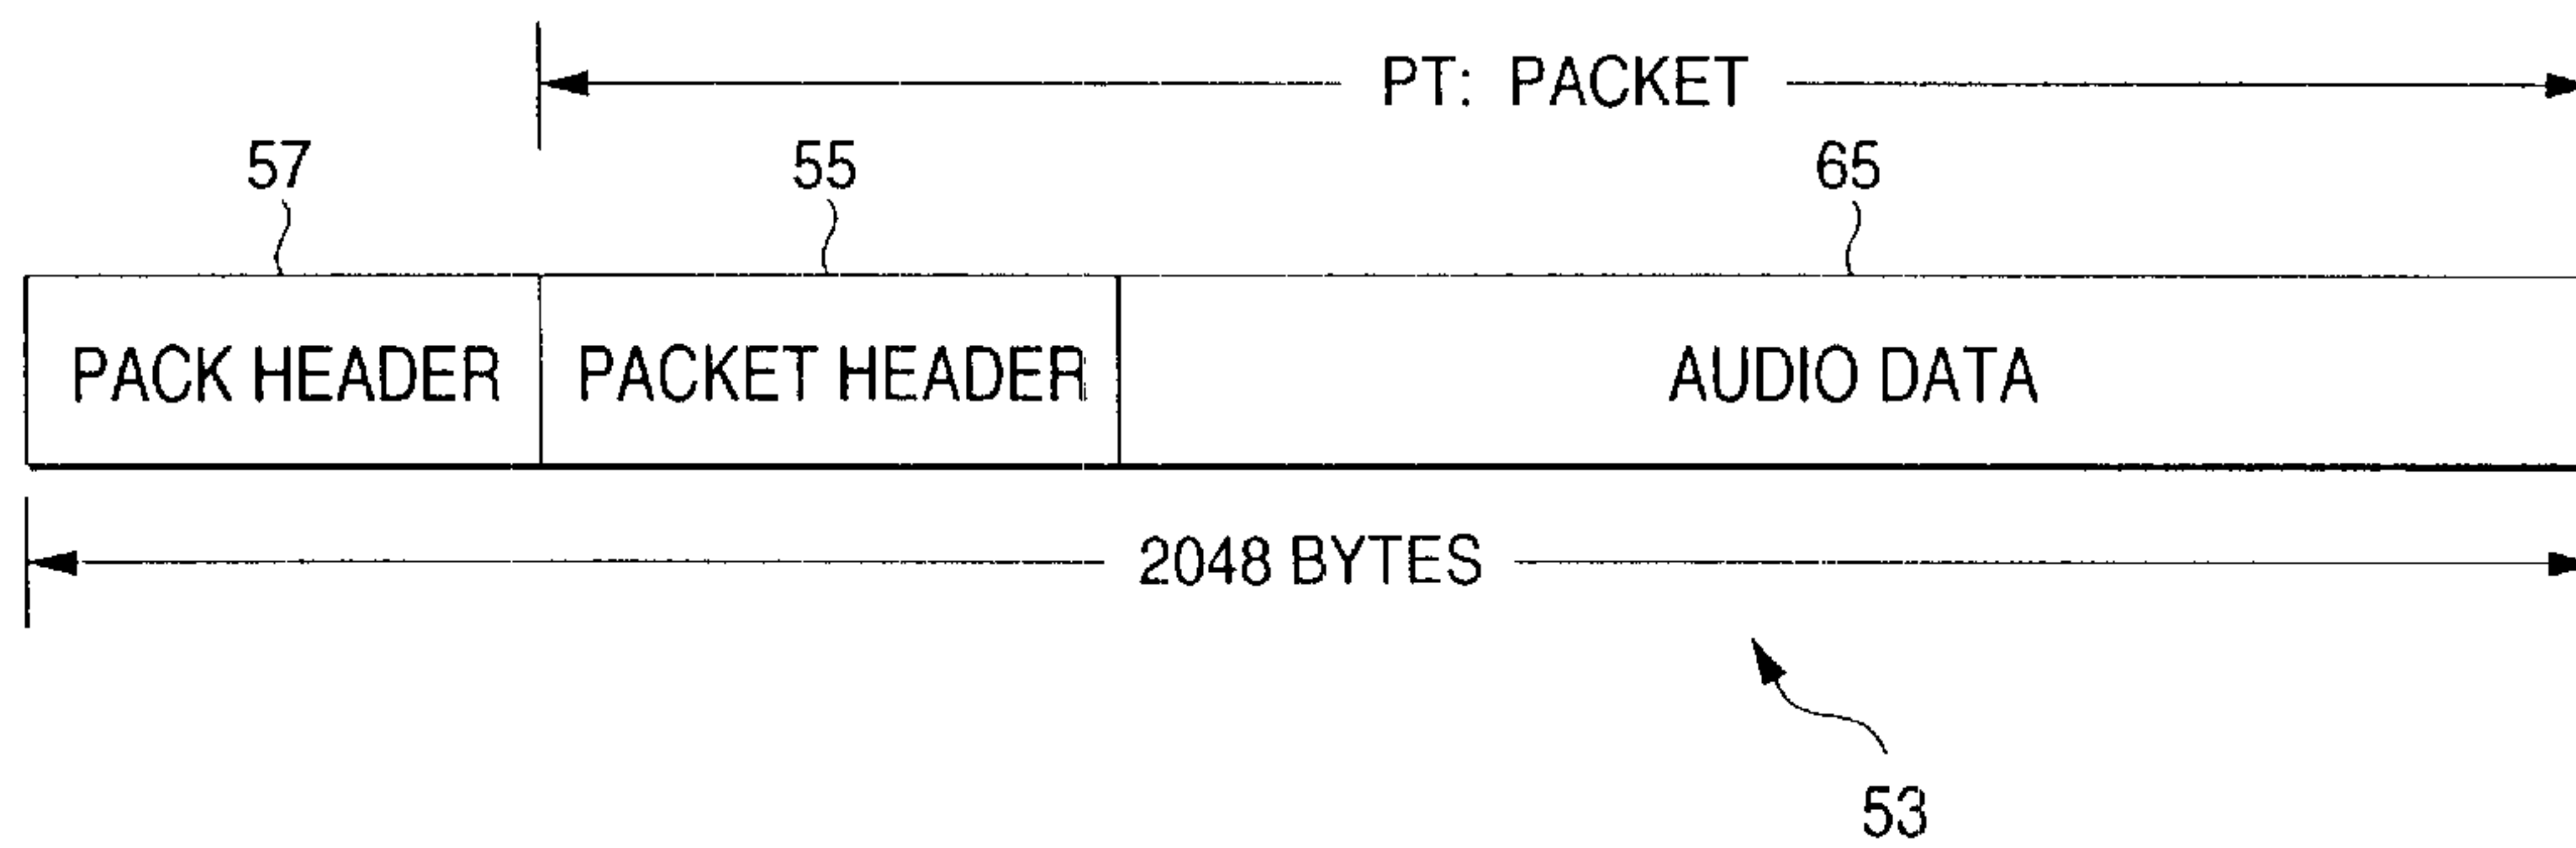 PT: PACKET
57 55 65
PACK HEADER PACKET HEADER AUDIO DATA
2048 BYTES
53